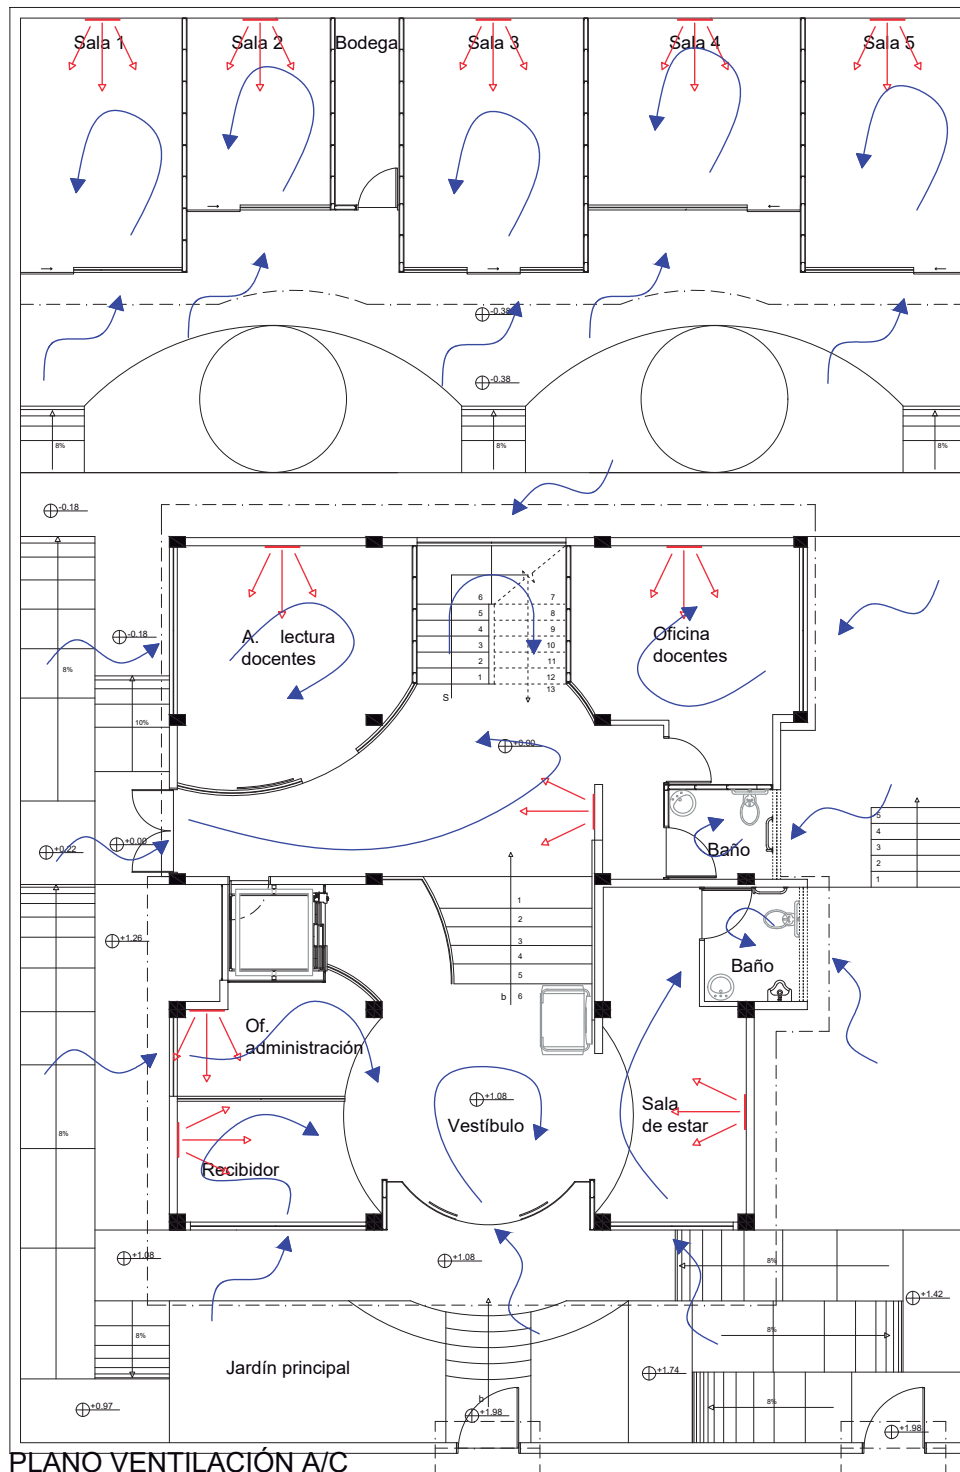 Sala 1
Sala 2
Bodega
Sala 3
Sala 4
Sala 5
-0.38
-0.38
8%
8%
8%
-0.18
-0.18
8%
10%
A. lectura
docentes
6
5
4
3
2
1
S
7
8
9
10
11
12
13
Oficina
docentes
+0.00
+0.00
+0.22
Baño
5
4
3
2
1
+1.26
8%
1
2
3
4
5
6
b
Baño
Of.
administración
+1.08
Vestíbulo
Sala
de estar
Recibidor
+1.08
+1.08
8%
8%
8%
8%
+1.42
Jardín principal
+1.74
+0.97
b
+1.98
+1.98
PLANO VENTILACIÓN A/C